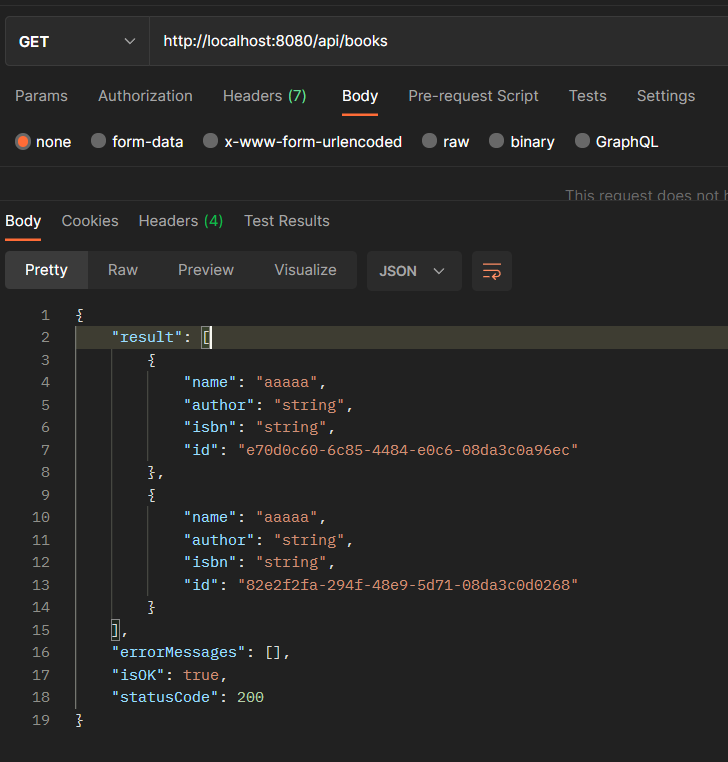 GET http://localhost:8080/api/books
Params Authorization Headers (7) Body Pre-request Script Tests Settings
none form-data x-www-form-urlencoded raw binary GraphQL
This request does not
Body Cookies Headers (4) Test Results
Pretty Raw Preview Visualize JSON
1 {
2 "result": [
3 {
4 "name": "aaaaa",
5 "author": "string",
6 "isbn": "string",
7 "id": "e70d0c60-6c85-4484-e0c6-08da3c0a96ec"
8 },
9 {
10 "name": "aaaaa",
11 "author": "string",
12 "isbn": "string",
13 "id": "82e2f2fa-294f-48e9-5d71-08da3c0d0268"
14 }
15 ],
16 "errorMessages": [],
17 "isOK": true,
18 "statusCode": 200
19 }